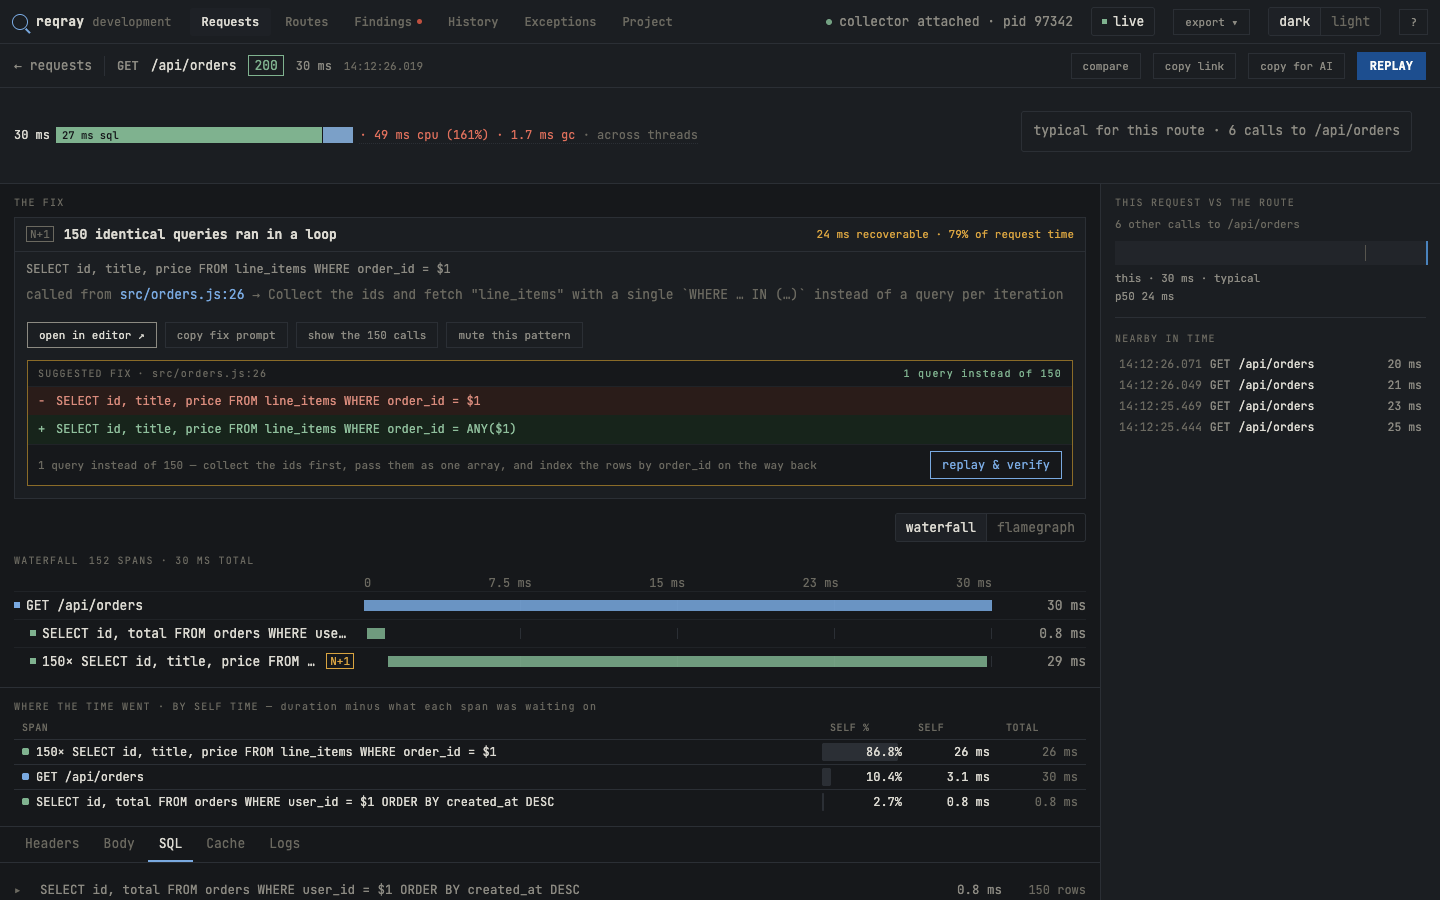 reqray development Requests Routes Findings History Exceptions Project collector attached · pid 97342 live export ▾ dark light ?
← requests GET /api/orders 200 30 ms 14:12:26.019 compare copy link copy for AI REPLAY
30 ms 27 ms sql · 49 ms cpu (161%) · 1.7 ms gc · across threads typical for this route · 6 calls to /api/orders
THE FIX
N+1 150 identical queries ran in a loop 24 ms recoverable · 79% of request time
SELECT id, title, price FROM line_items WHERE order_id = $1
called from src/orders.js:26 → Collect the ids and fetch "line_items" with a single `WHERE … IN (…)` instead of a query per iteration
open in editor ↗ copy fix prompt show the 150 calls mute this pattern
SUGGESTED FIX · src/orders.js:26 1 query instead of 150
- SELECT id, title, price FROM line_items WHERE order_id = $1
+ SELECT id, title, price FROM line_items WHERE order_id = ANY($1)
1 query instead of 150 — collect the ids first, pass them as one array, and index the rows by order_id on the way back replay & verify
waterfall flamegraph
WATERFALL 152 SPANS · 30 MS TOTAL
0 7.5 ms 15 ms 23 ms 30 ms
GET /api/orders 30 ms
SELECT id, total FROM orders WHERE use… 0.8 ms
150× SELECT id, title, price FROM … N+1 29 ms
WHERE THE TIME WENT · BY SELF TIME — duration minus what each span was waiting on
SPAN SELF % SELF TOTAL
150× SELECT id, title, price FROM line_items WHERE order_id = $1 86.8% 26 ms 26 ms
GET /api/orders 10.4% 3.1 ms 30 ms
SELECT id, total FROM orders WHERE user_id = $1 ORDER BY created_at DESC 2.7% 0.8 ms 0.8 ms
Headers Body SQL Cache Logs
▸ SELECT id, total FROM orders WHERE user_id = $1 ORDER BY created_at DESC 0.8 ms 150 rows
THIS REQUEST VS THE ROUTE
6 other calls to /api/orders
this · 30 ms · typical
p50 24 ms
NEARBY IN TIME
14:12:26.071 GET /api/orders 20 ms
14:12:26.049 GET /api/orders 21 ms
14:12:25.469 GET /api/orders 23 ms
14:12:25.444 GET /api/orders 25 ms